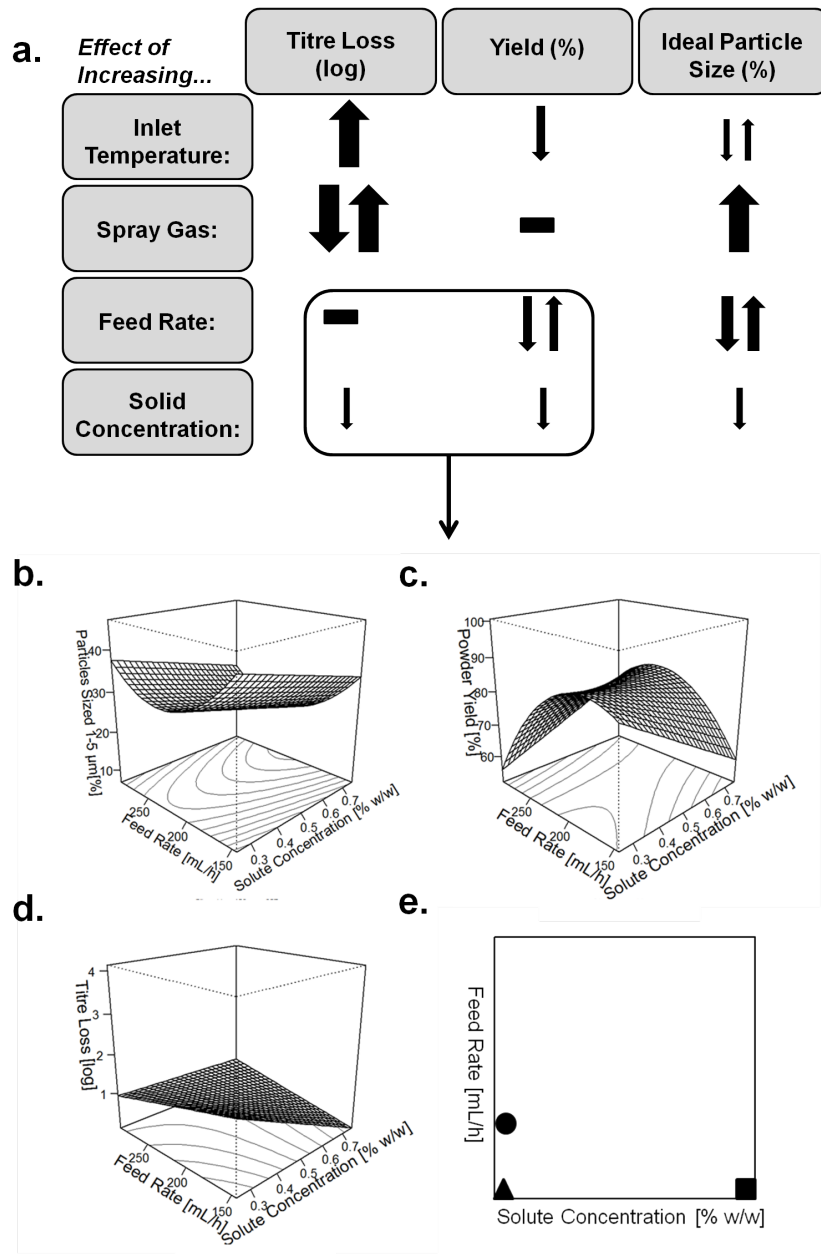 a.
Effect of
Increasing...
Titre Loss
(log)
Yield (%)
Ideal Particle
Size (%)
Inlet
Temperature:
Spray Gas:
Feed Rate:
Solid
Concentration:
b.
Particles Sized 1-5 µm[%]
40
30
20
10
250
200
150
Feed Rate [mL/h]
0.3
0.4
0.5
0.6
0.7
Solute Concentration [% w/w]
c.
Powder Yield [%]
100
90
80
70
60
250
200
150
Feed Rate [mL/h]
0.3
0.4
0.5
0.6
0.7
Solute Concentration [% w/w]
d.
Titre Loss [log]
4
3
2
1
250
200
150
Feed Rate [mL/h]
0.3
0.4
0.5
0.6
0.7
Solute Concentration [% w/w]
e.
Feed Rate [mL/h]
Solute Concentration [% w/w]